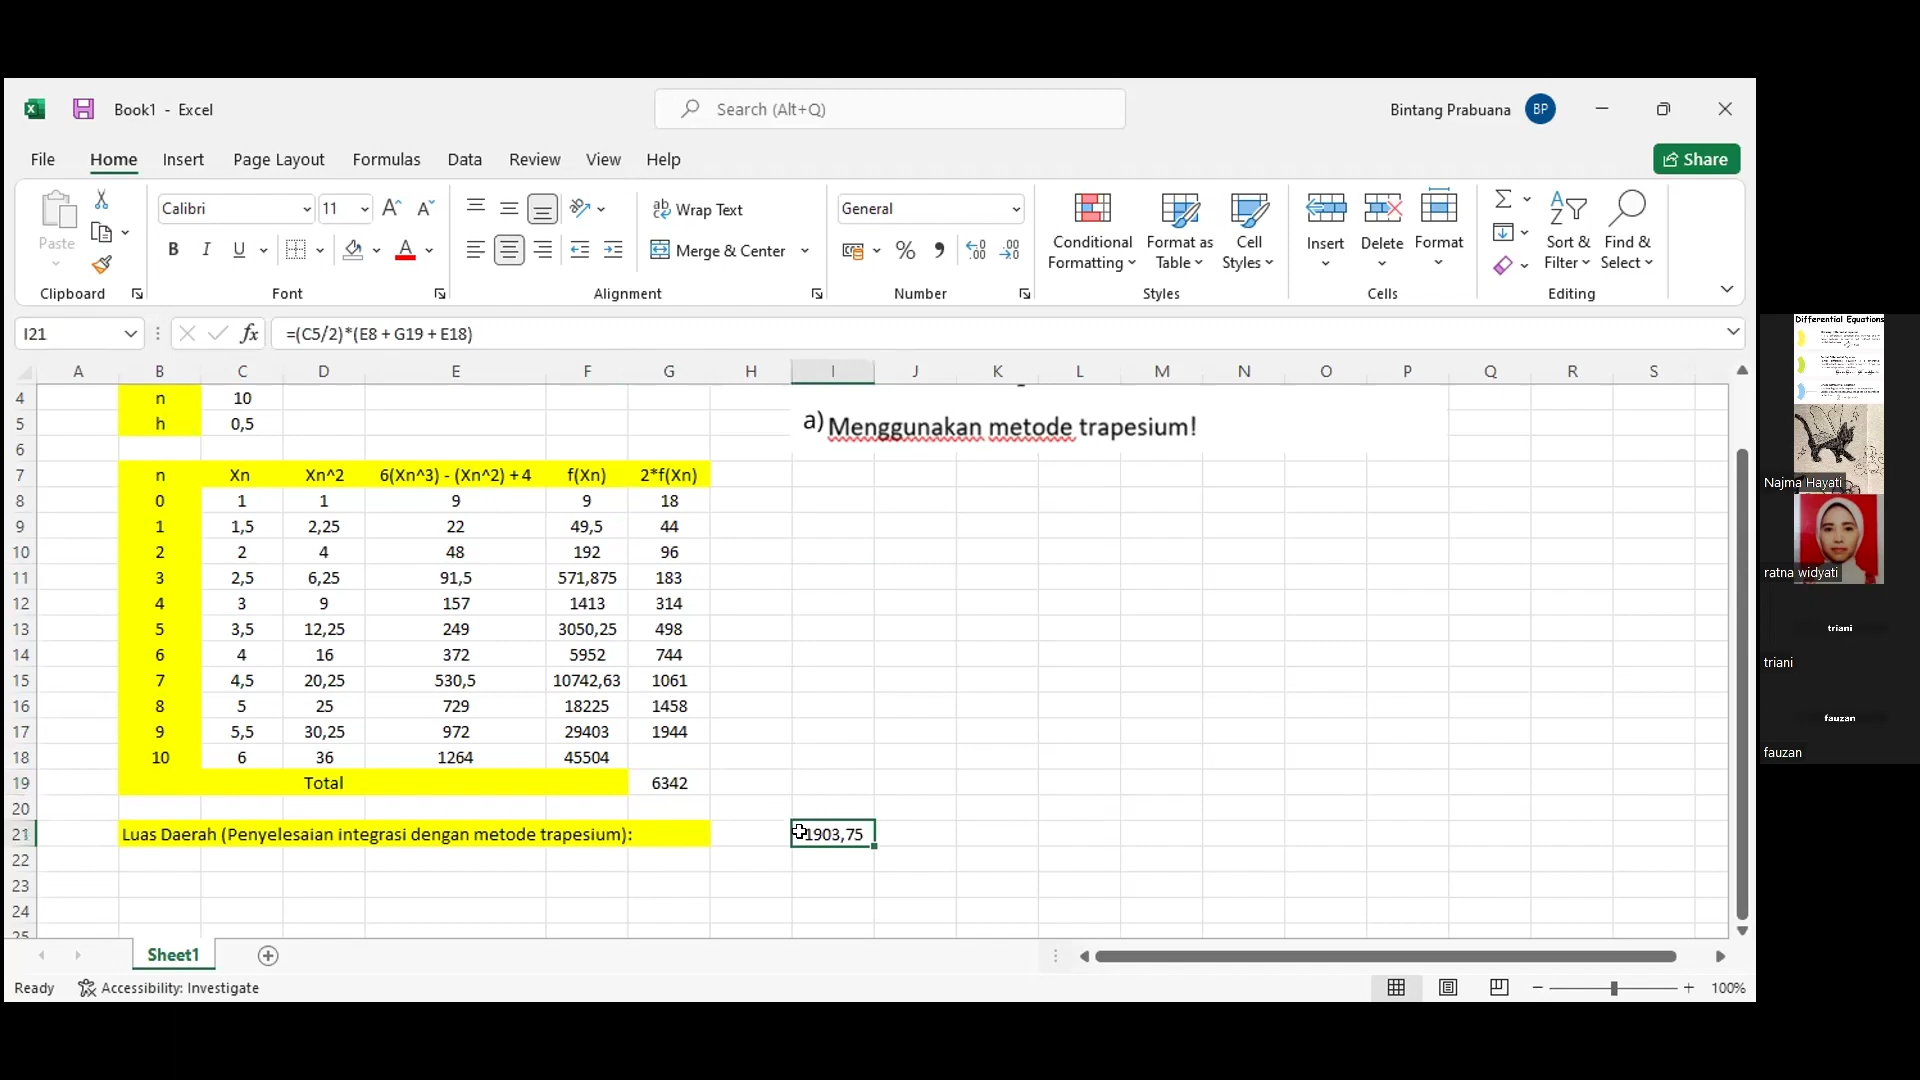 Book1 - Excel
Search (Alt+Q)
Bintang Prabuana
BP
File Home Insert Page Layout Formulas Data Review View Help
Share
Paste
Calibri 11
Wrap Text
General
Merge & Center
Conditional Formatting
Format as Table
Cell Styles
Insert
Delete
Format
Sort & Filter
Find & Select
Clipboard Font Alignment Number Styles Cells Editing
I21 fx =(C5/2)*(E8 + G19 + E18)
A B C D E F G H I J K L M N O P Q R S
4 n 10
5 h 0,5
a) Menggunakan metode trapesium!
6
7 n Xn Xn^2 6(Xn^3) - (Xn^2) + 4 f(Xn) 2*f(Xn)
8 0 1 1 9 9 18
9 1 1,5 2,25 22 49,5 44
10 2 2 4 48 192 96
11 3 2,5 6,25 91,5 571,875 183
12 4 3 9 157 1413 314
13 5 3,5 12,25 249 3050,25 498
14 6 4 16 372 5952 744
15 7 4,5 20,25 530,5 10742,63 1061
16 8 5 25 729 18225 1458
17 9 5,5 30,25 972 29403 1944
18 10 6 36 1264 45504
19 Total 6342
20
21 Luas Daerah (Penyelesaian integrasi dengan metode trapesium): 1903,75
22
23
24
25
Sheet1
Ready Accessibility: Investigate
100%
Differential Equations
Najma Hayati
ratna widyati
triani
triani
fauzan
fauzan